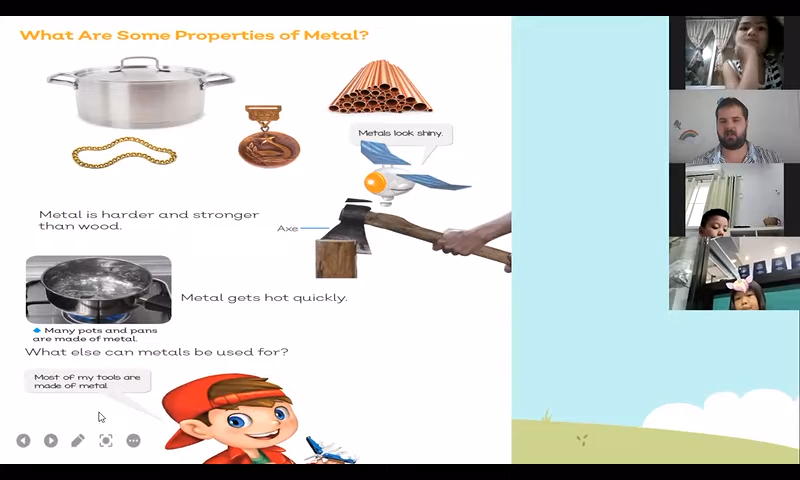 What Are Some Properties of Metal?
Metals look shiny.
Metal is harder and stronger
than wood.
Axe
Metal gets hot quickly.
Many pots and pans
are made of metal.
What else can metals be used for?
Most of my tools are
made of metal